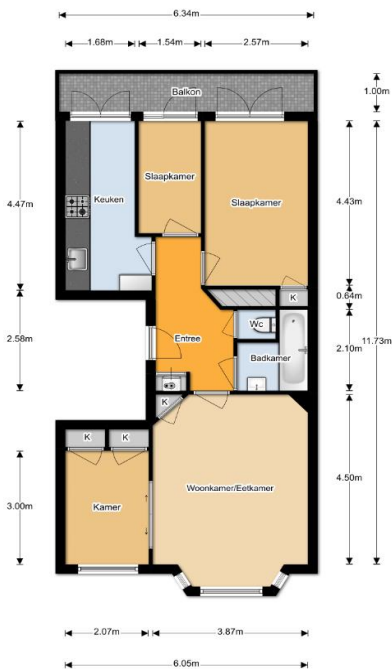 6.34m
1.68m
1.54m
2.57m
Balkon
1.00m
Keuken
Slaapkamer
Slaapkamer
4.47m
4.43m
K
0.64m
Wc
Entree
Badkamer
2.58m
2.10m
11.73m
K
K
K
Woonkamer/Eetkamer
Kamer
3.00m
4.50m
2.07m
3.87m
6.05m